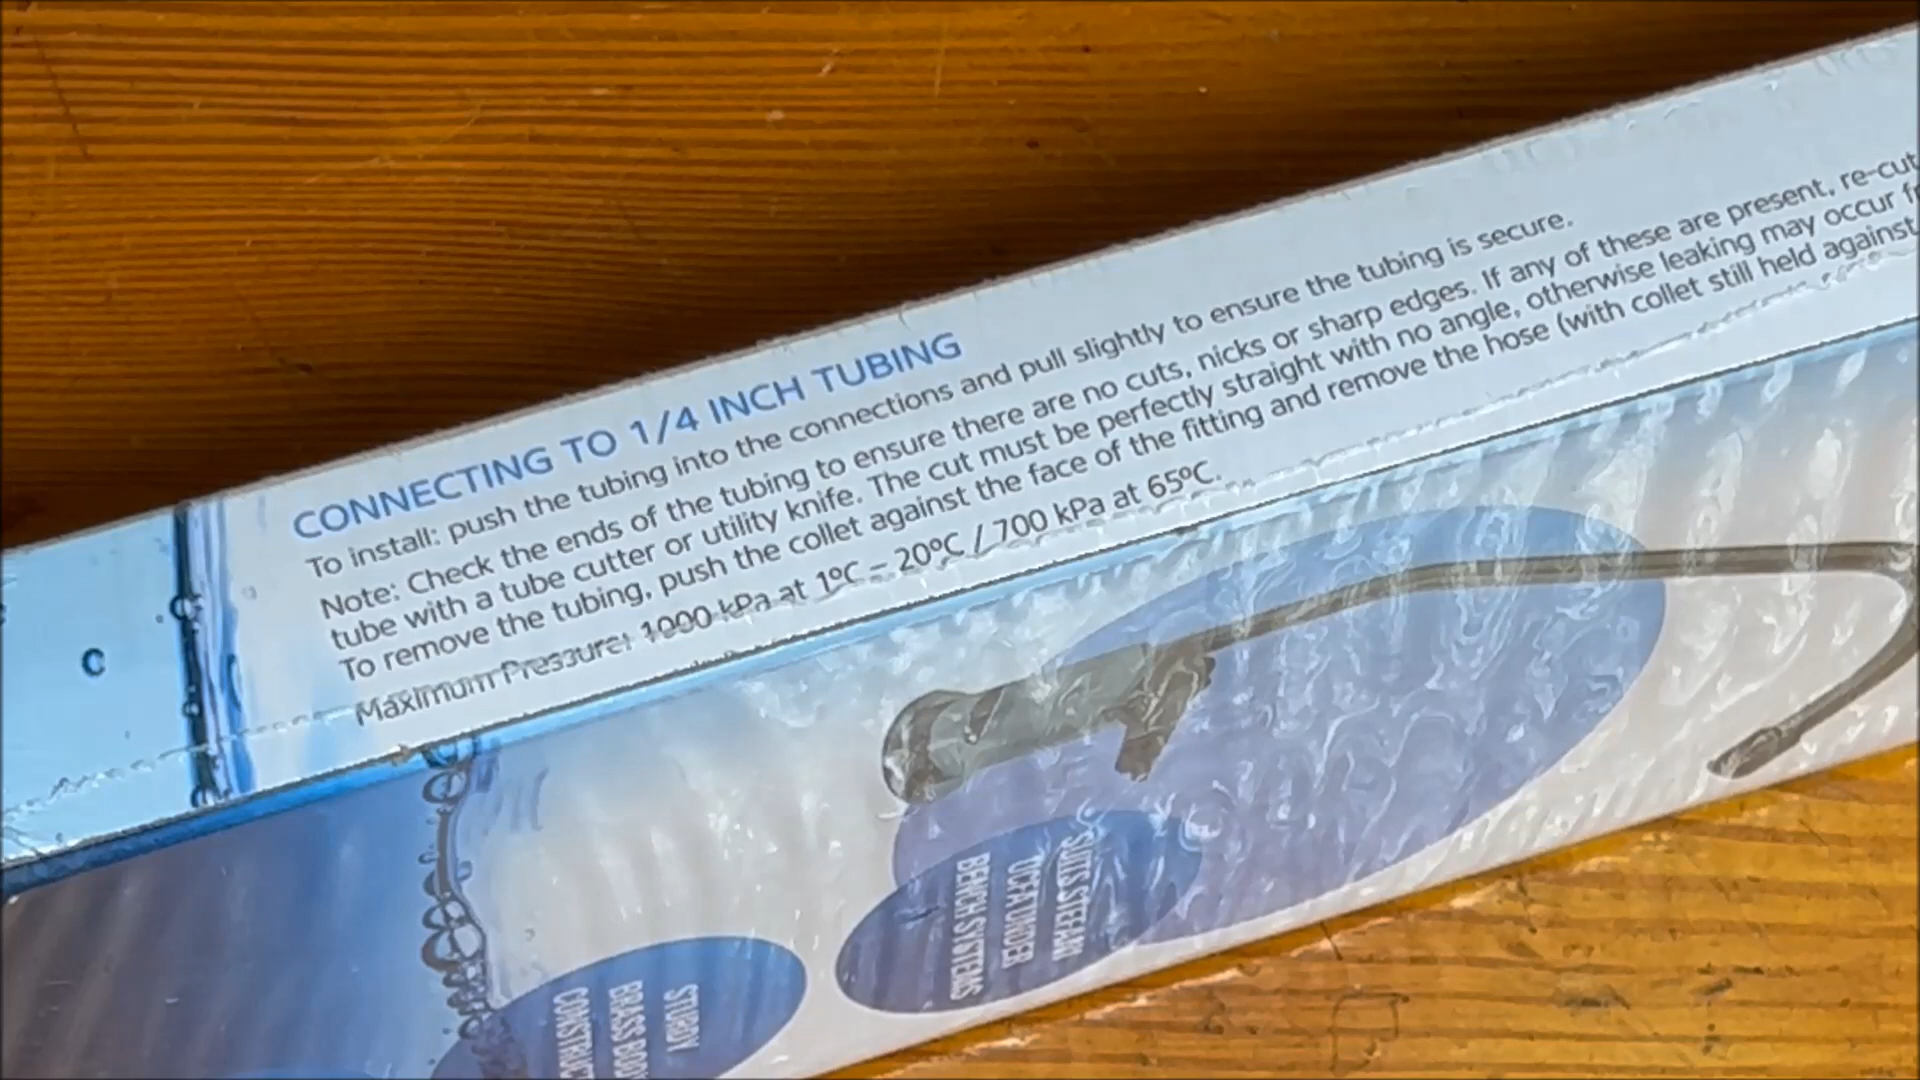 CONNECTING TO 1/4 INCH TUBING
To install: push the tubing into the connections and pull slightly to ensure the tubing is secure.
Note: Check the ends of the tubing to ensure there are no cuts, nicks or sharp edges. If any of these are present, re-cut
tube with a tube cutter or utility knife. The cut must be perfectly straight with no angle, otherwise leaking may occur
To remove the tubing, push the collet against the face of the fitting and remove the hose (with collet still held against
Maximum Pressure: 1000 kPa at 1ºC – 20ºC / 700 kPa at 65ºC.
C
UNDER
BENCH SYSTEMS
STURDY
BRASS BODY